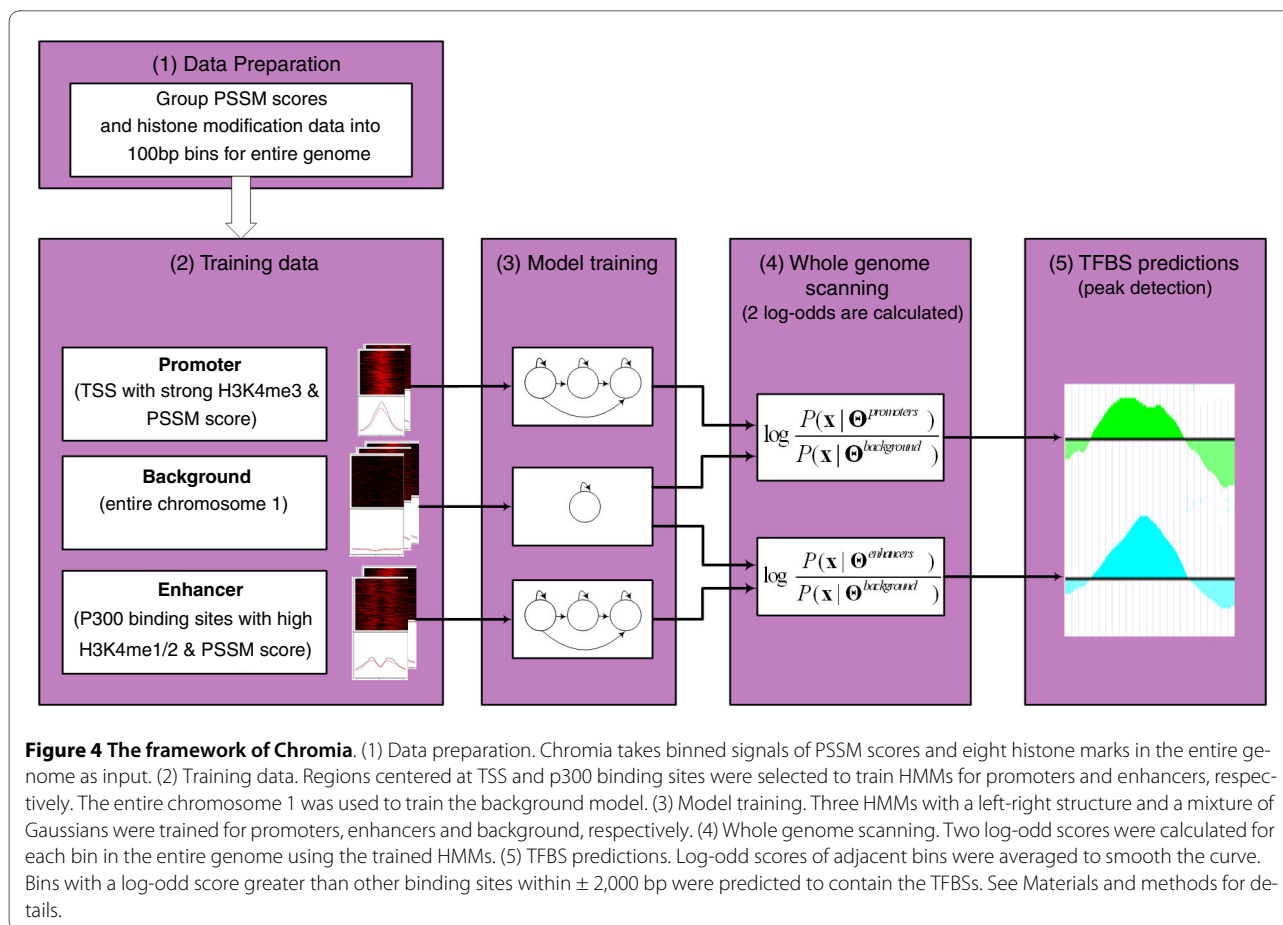 (1) Data Preparation
Group PSSM scores
and histone modification data into
100bp bins for entire genome
(2) Training data
Promoter
(TSS with strong H3K4me3 &
PSSM score)
Background
(entire chromosome 1)
Enhancer
(P300 binding sites with high
H3K4me1/2 & PSSM score)
(3) Model training
(4) Whole genome
scanning
(2 log-odds are calculated)
log P(x | Θ^promoters) / P(x | Θ^background)
log P(x | Θ^enhancers) / P(x | Θ^background)
(5) TFBS predictions
(peak detection)
Figure 4 The framework of Chromia. (1) Data preparation. Chromia takes binned signals of PSSM scores and eight histone marks in the entire ge-
nome as input. (2) Training data. Regions centered at TSS and p300 binding sites were selected to train HMMs for promoters and enhancers, respec-
tively. The entire chromosome 1 was used to train the background model. (3) Model training. Three HMMs with a left-right structure and a mixture of
Gaussians were trained for promoters, enhancers and background, respectively. (4) Whole genome scanning. Two log-odd scores were calculated for
each bin in the entire genome using the trained HMMs. (5) TFBS predictions. Log-odd scores of adjacent bins were averaged to smooth the curve.
Bins with a log-odd score greater than other binding sites within ± 2,000 bp were predicted to contain the TFBSs. See Materials and methods for de-
tails.